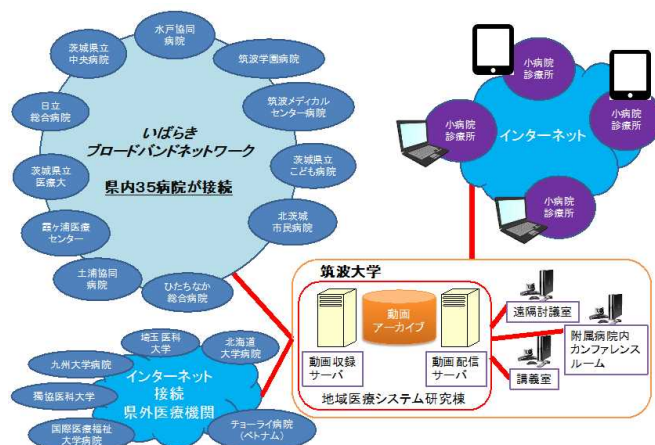 水戸協同
病院
茨城県立
中央病院
筑波学園病院
日立
総合病院
筑波メディカル
センター病院
いばらき
ブロードバンドネットワーク
県内35病院が接続
茨城県立
医療大
茨城県立
こども病院
霞ヶ浦医療
センター
北茨城
市民病院
土浦協同
病院
ひたちなか
総合病院
小病院
診療所
小病院
診療所
小病院
診療所
インターネット
小病院
診療所
筑波大学
動画
アーカイブ
動画収録
サーバ
動画配信
サーバ
地域医療システム研究棟
遠隔討議室
附属病院内
カンファレンス
ルーム
講義室
埼玉医科
大学
北海道
大学病院
九州大学病院
獨協医科大学
国際医療福祉
大学病院
インターネット
接続
県外医療機関
チョーライ病院
(ベトナム)